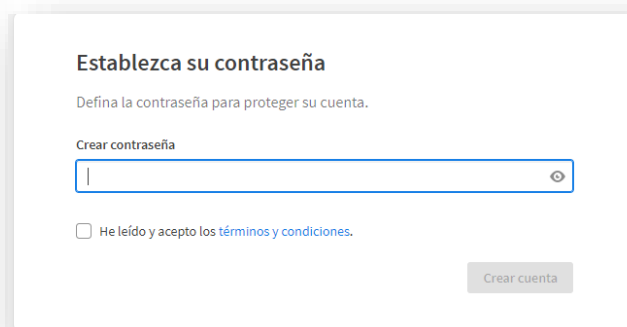 Establezca su contraseña
Defina la contraseña para proteger su cuenta.
Crear contraseña
He leído y acepto los términos y condiciones.
Crear cuenta